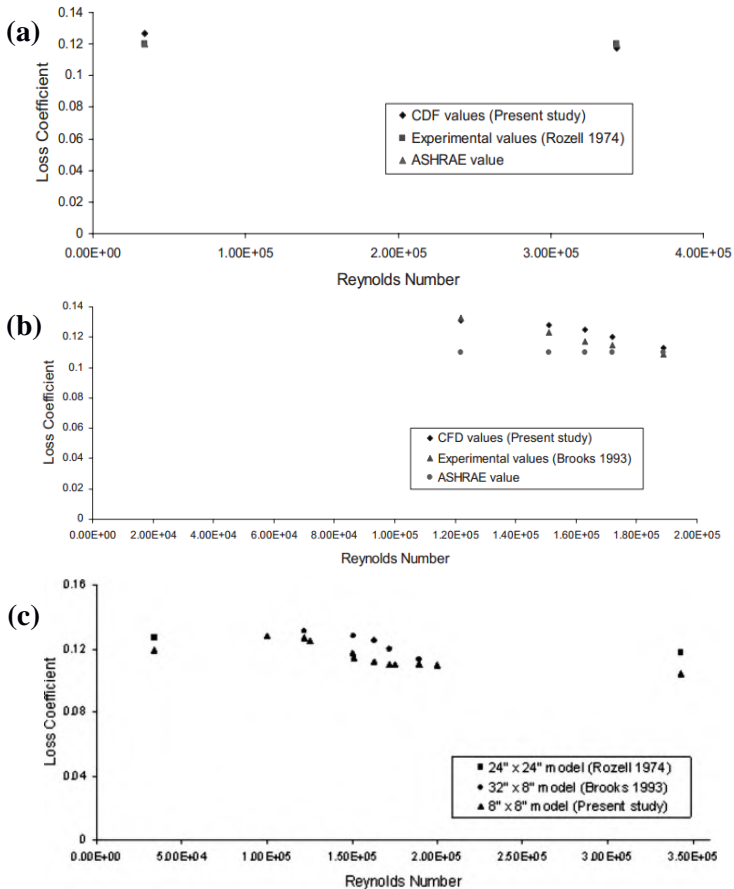 (a)
0.14
0.12
0.1
0.08
0.06
0.04
0.02
0
Loss Coefficient
CDF values (Present study)
Experimental values (Rozell 1974)
ASHRAE value
0.00E+00 1.00E+05 2.00E+05 3.00E+05 4.00E+05
Reynolds Number
(b)
0.14
0.12
0.1
0.08
0.06
0.04
0.02
0
Loss Coefficient
CFD values (Present study)
Experimental values (Brooks 1993)
ASHRAE value
0.00E+00 2.00E+04 4.00E+04 6.00E+04 8.00E+04 1.00E+05 1.20E+05 1.40E+05 1.60E+05 1.80E+05 2.00E+05
Reynolds Number
(c)
0.16
0.12
0.08
0.04
0
Loss Coefficient
24" x 24" model (Rozell 1974)
32" x 8" model (Brooks 1993)
8" x 8" model (Present study)
0.00E+00 5.00E+04 1.00E+05 1.50E+05 2.00E+05 2.50E+05 3.00E+05 3.50E+05
Reynolds Number